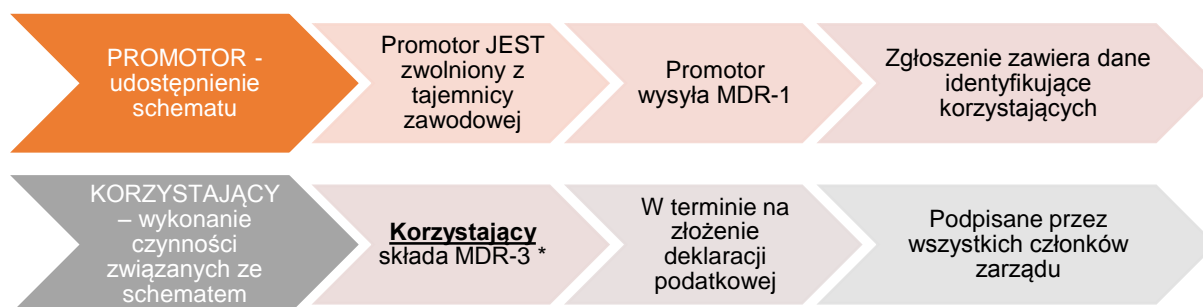 PROMOTOR -
udostępnienie
schematu
Promotor JEST
zwolniony z
tajemnicy
zawodowej
Promotor
wysyła MDR-1
Zgłoszenie zawiera dane
identyfikujące
korzystających
KORZYSTAJĄCY
– wykonanie
czynności
związanych ze
schematem
Korzystający
składa MDR-3 *
W terminie na
złożenie
deklaracji
podatkowej
Podpisane przez
wszystkich członków
zarządu